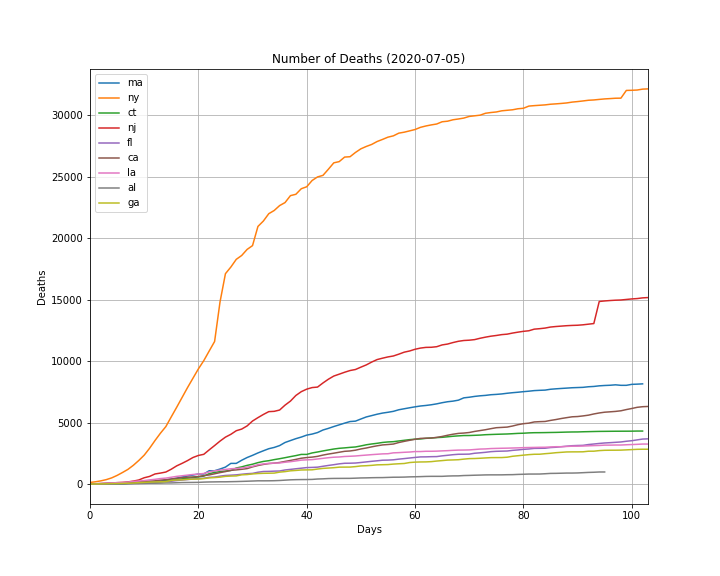 Number of Deaths (2020-07-05)
ma
ny
ct
nj
fl
ca
la
al
ga
30000
25000
20000
15000
10000
5000
0
Deaths
0 20 40 60 80 100
Days